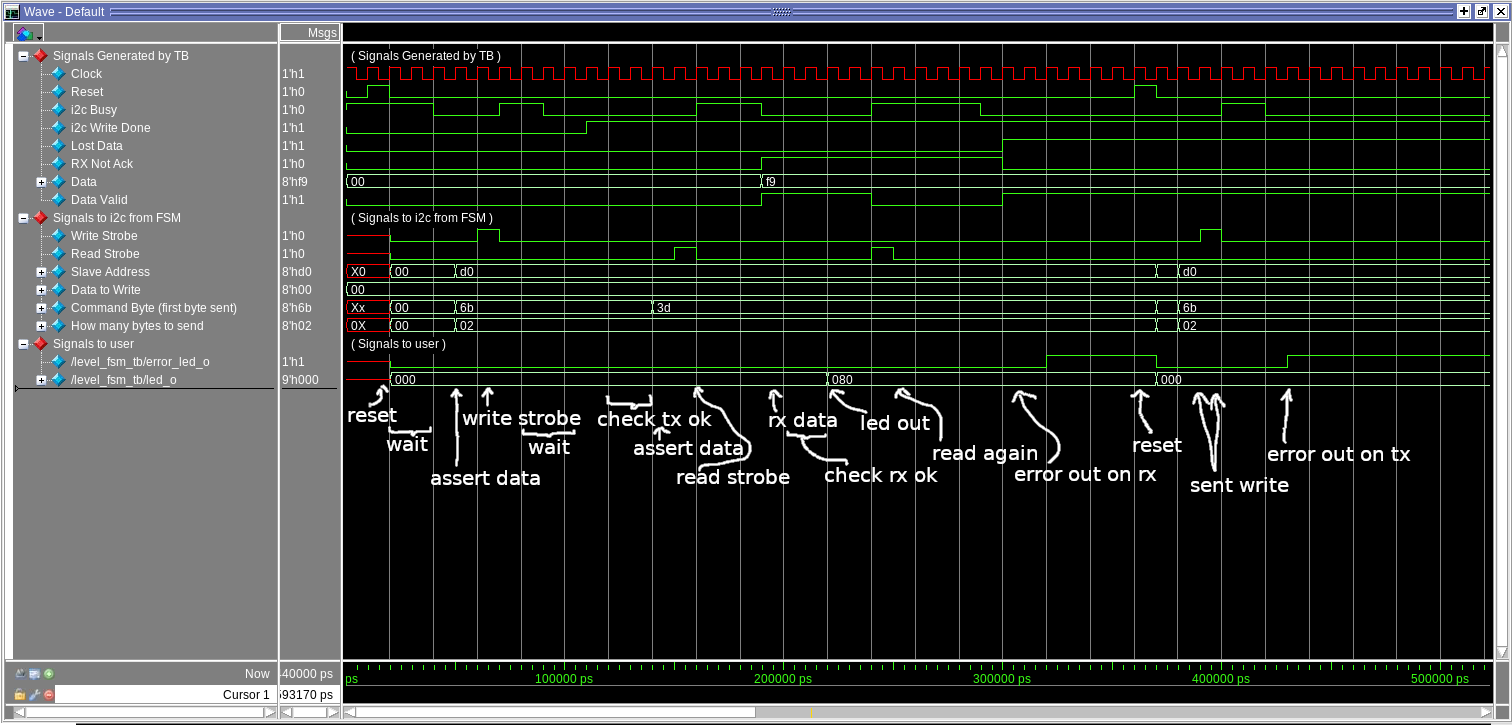 Wave - Default
Msgs
Signals Generated by TB
( Signals Generated by TB )
Clock 1'h1
Reset 1'h0
i2c Busy 1'h0
i2c Write Done 1'h1
Lost Data 1'h1
RX Not Ack 1'h0
Data 8'hf9 00 f9
Data Valid 1'h1
Signals to i2c from FSM
( Signals to i2c from FSM )
Write Strobe 1'h0
Read Strobe 1'h0
Slave Address 8'hd0 X0 00 d0 d0
Data to Write 8'h00 00
Command Byte (first byte sent) 8'h6b Xx 00 6b 3d 6b
How many bytes to send 8'h02 0X 00 02 02
Signals to user
( Signals to user )
/level_fsm_tb/error_led_o 1'h1
/level_fsm_tb/led_o 9'h000 000 080 000
reset
wait
assert data
write strobe
wait
check tx ok
assert data
read strobe
rx data
check rx ok
led out
read again
error out on rx
reset
sent write
error out on tx
Now 40000 ps
ps 100000 ps 200000 ps 300000 ps 400000 ps 500000 ps
Cursor 1 93170 ps